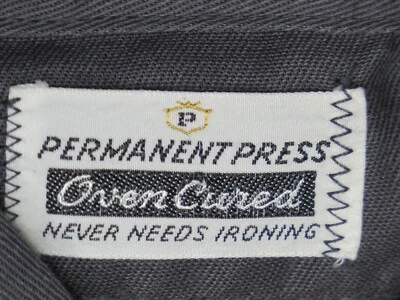 P
PERMANENT PRESS
Oven Cured
NEVER NEEDS IRONING